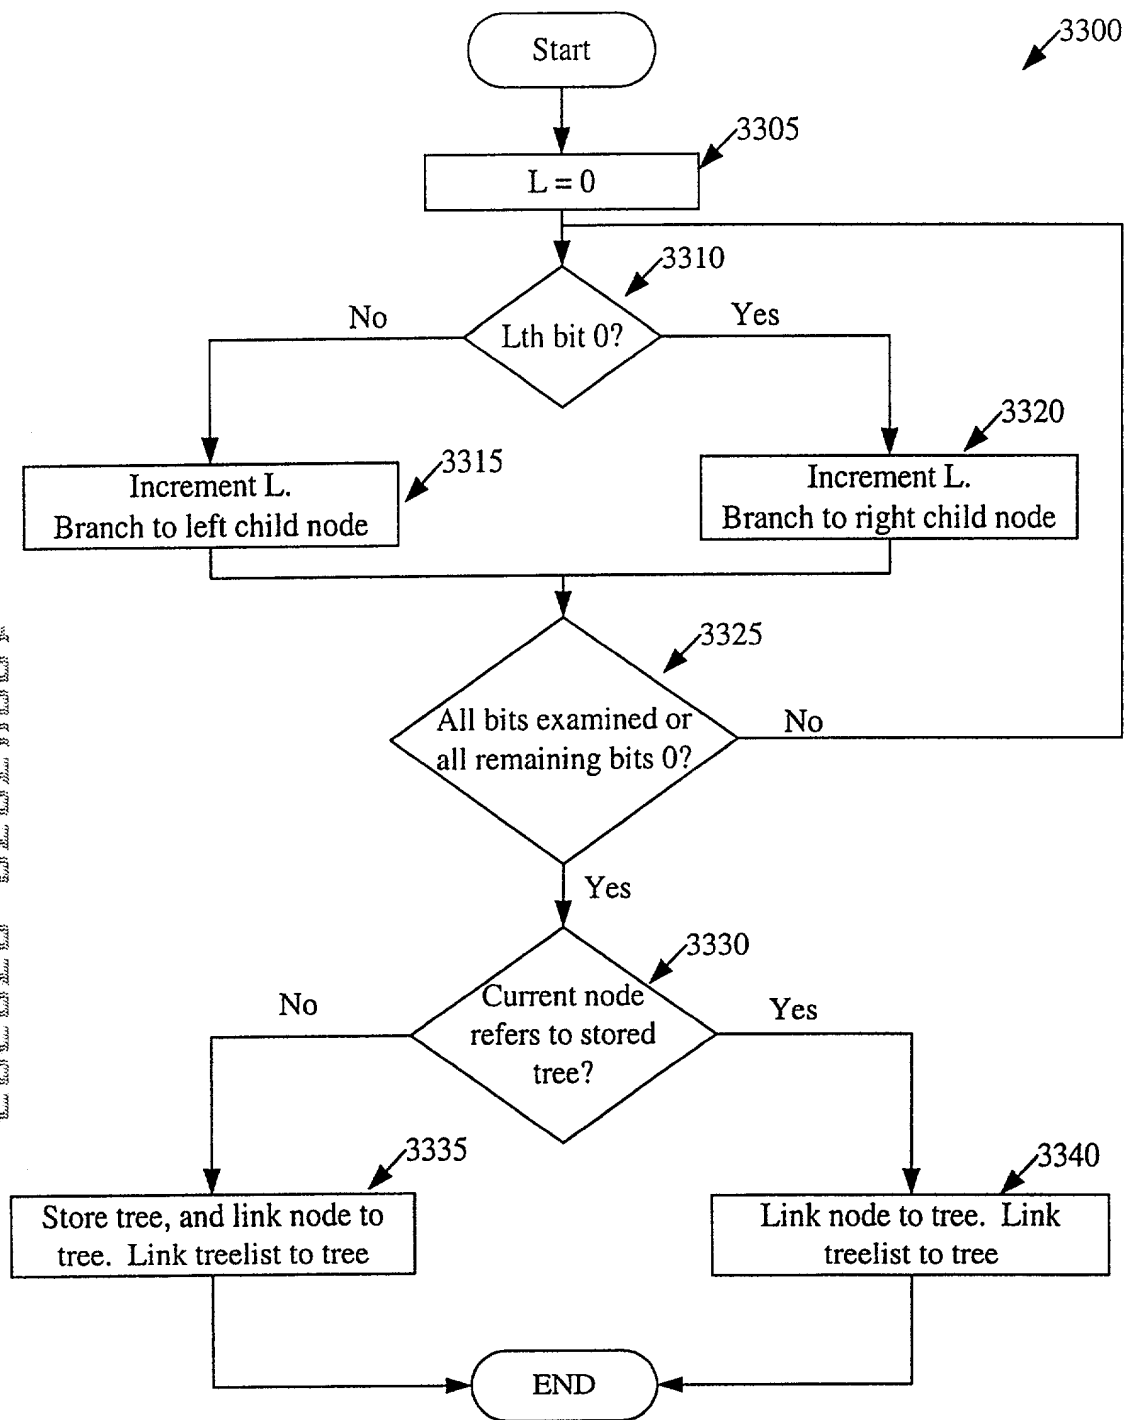 Start
3300
3305
L = 0
3310
No
Yes
Lth bit 0?
3320
3315
Increment L.
Branch to left child node
Increment L.
Branch to right child node
3325
All bits examined or
all remaining bits 0?
No
Yes
3330
No
Current node
refers to stored
tree?
Yes
3335
3340
Store tree, and link node to
tree.  Link treelist to tree
Link node to tree.  Link
treelist to tree
END